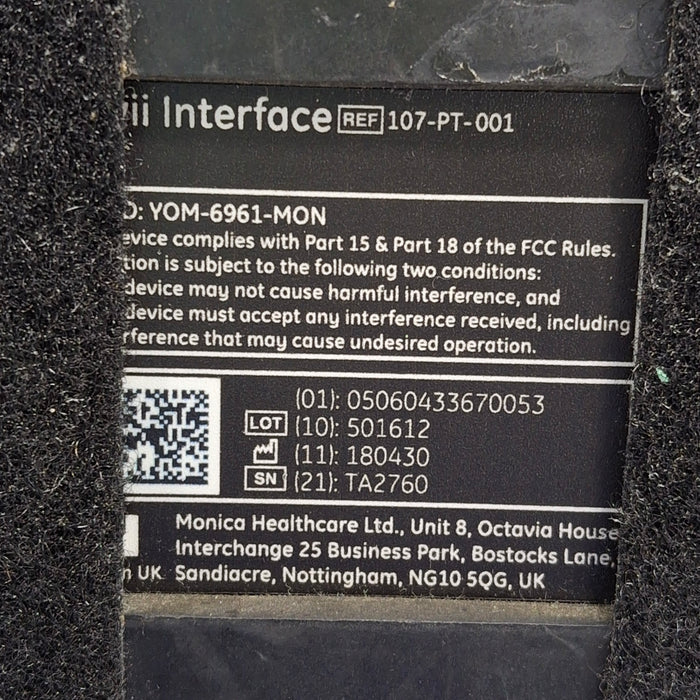 Interface REF 107-PT-001
D: YOM-6961-MON
evice complies with Part 15 & Part 18 of the FCC Rules.
tion is subject to the following two conditions:
device may not cause harmful interference, and
device must accept any interference received, including
rference that may cause undesired operation.
(01): 05060433670053
LOT (10): 501612
(11): 180430
SN (21): TA2760
Monica Healthcare Ltd., Unit 8, Octavia House
Interchange 25 Business Park, Bostocks Lane,
UK Sandiacre, Nottingham, NG10 5QG, UK